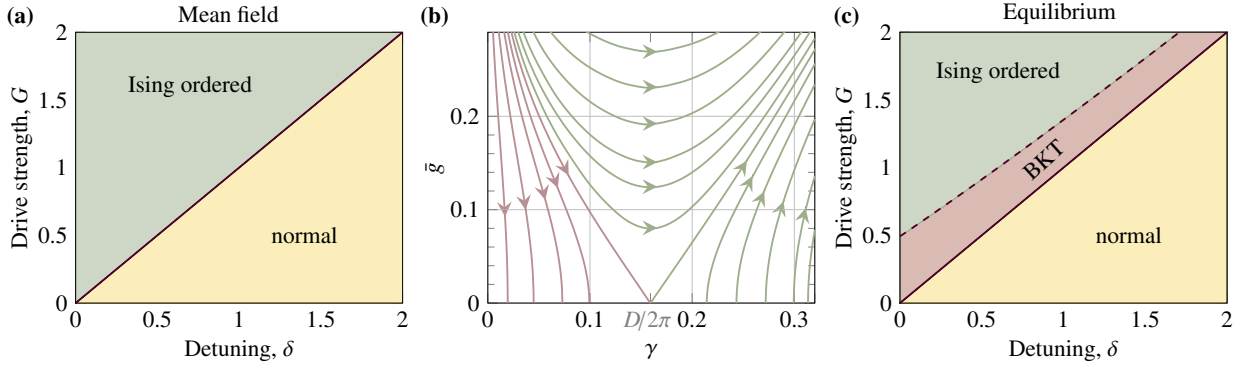 (a)
Mean field
Drive strength, G
2
1.5
1
0.5
0
Ising ordered
normal
0
0.5
1
1.5
2
Detuning, δ
(b)
ḡ
0.2
0.1
0
0
0.1
D/2π
0.2
0.3
γ
(c)
Equilibrium
Drive strength, G
2
1.5
1
0.5
0
Ising ordered
BKT
normal
0
0.5
1
1.5
2
Detuning, δ